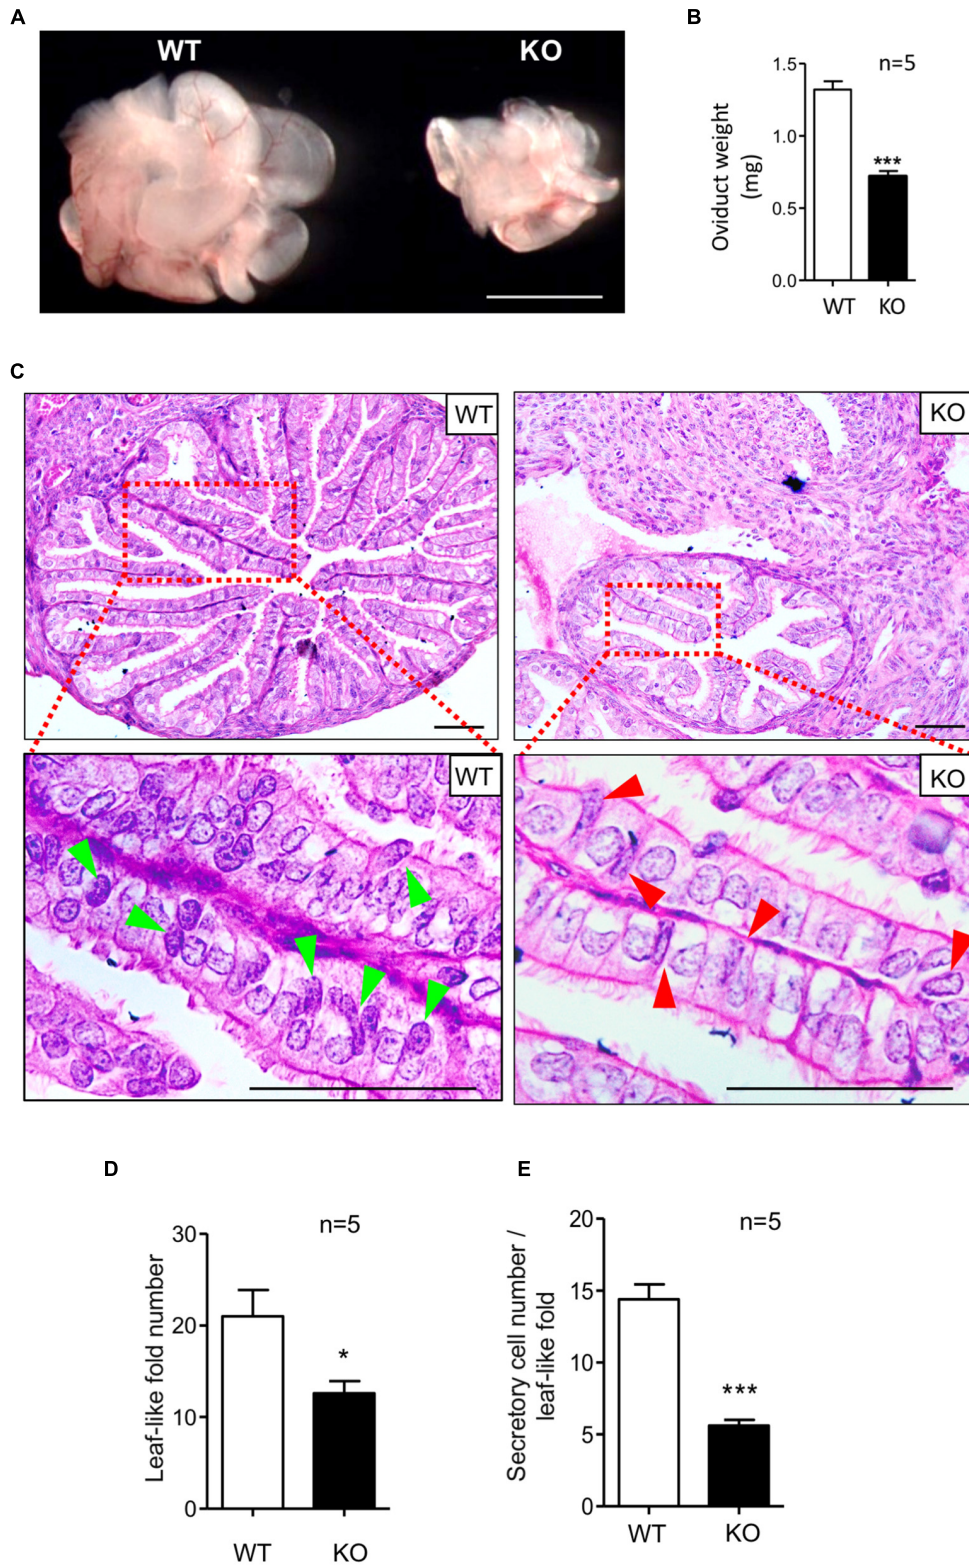 A
WT
KO
B
n=5
1.5
1.0
0.5
0.0
Oviduct weight
(mg)
***
WT
KO
C
WT
KO
WT
KO
D
n=5
30
20
10
0
Leaf-like fold number
*
WT
KO
E
n=5
20
15
10
5
0
Secretory cell number /
leaf-like fold
***
WT
KO